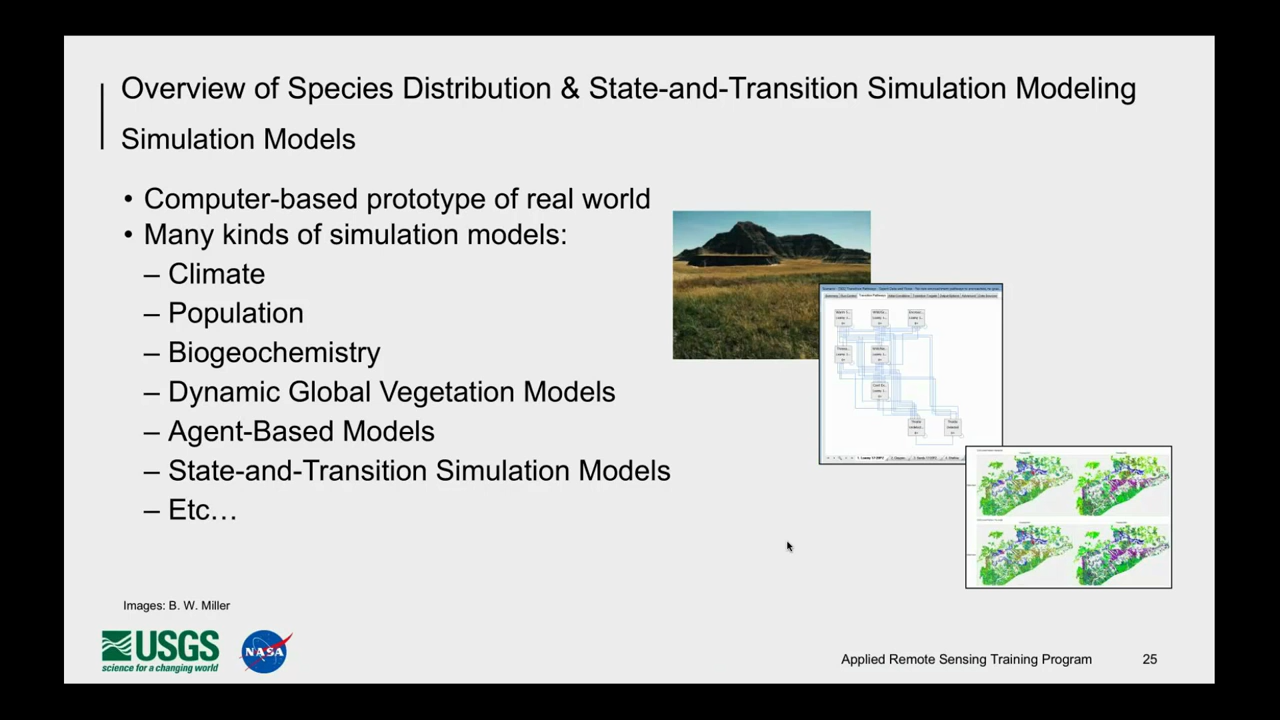 Overview of Species Distribution & State-and-Transition Simulation Modeling
Simulation Models
• Computer-based prototype of real world
• Many kinds of simulation models:
– Climate
– Population
– Biogeochemistry
– Dynamic Global Vegetation Models
– Agent-Based Models
– State-and-Transition Simulation Models
– Etc…
Images: B. W. Miller
USGS
science for a changing world
NASA
Applied Remote Sensing Training Program
25